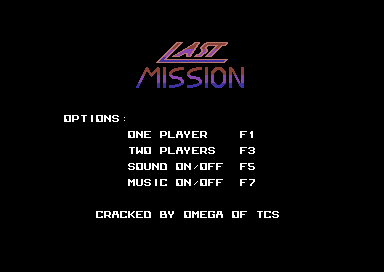 LAST
MISSION
OPTIONS:
ONE PLAYER F1
TWO PLAYERS F3
SOUND ON/OFF F5
MUSIC ON/OFF F7
CRACKED BY OMEGA OF TCS